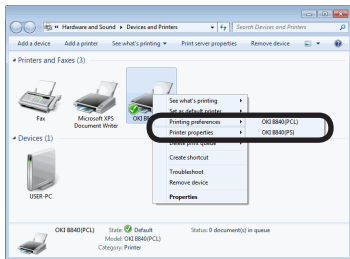 « Hardware and Sound ▸ Devices and Printers
Search Devices and Printers
Add a device   Add a printer   See what's printing   Print server properties   Remove device
Printers and Faxes (3)
Fax
Microsoft XPS
Document Writer
OKI B8
See what's printing
Set as default printer
Printing preferences   OKI B840(PCL)
Printer properties   OKI B840(PS)
Delete print queue
Create shortcut
Troubleshoot
Remove device
Properties
Devices (1)
USER-PC
OKI B840(PCL)   State: Default   Status: 0 document(s) in queue
Model: OKI B840(PCL)
Category: Printer